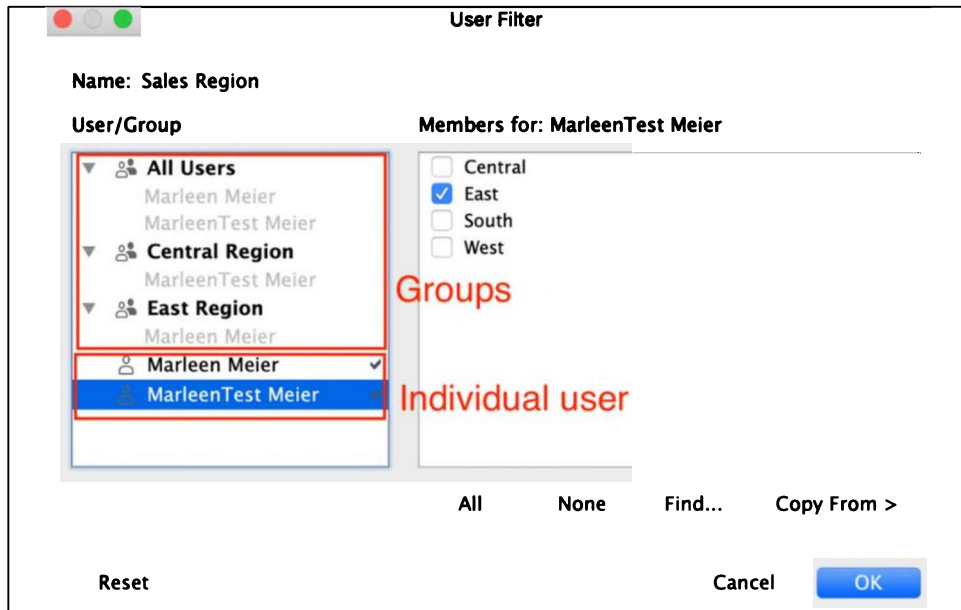 User Filter
Name: Sales Region
User/Group
Members for: MarleenTest Meier
All Users
Marleen Meier
MarleenTest Meier
Central Region
MarleenTest Meier
East Region
Marleen Meier
Marleen Meier
MarleenTest Meier
Central
East
South
West
Groups
Individual user
All
None
Find...
Copy From >
Reset
Cancel
OK